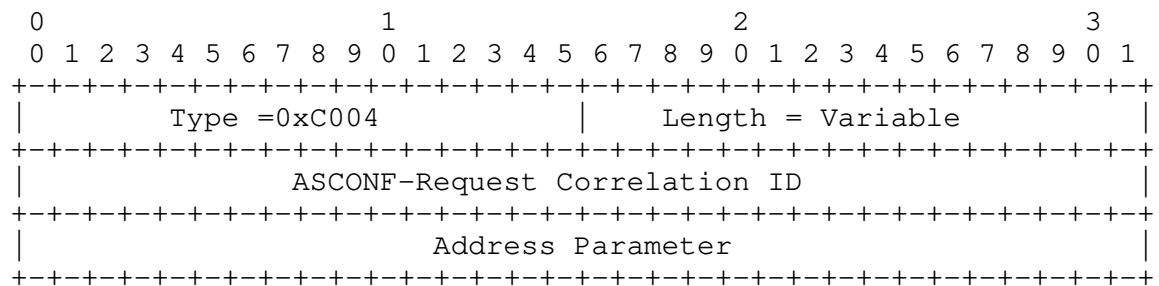 0                   1                   2                   3
0 1 2 3 4 5 6 7 8 9 0 1 2 3 4 5 6 7 8 9 0 1 2 3 4 5 6 7 8 9 0 1
+-+-+-+-+-+-+-+-+-+-+-+-+-+-+-+-+-+-+-+-+-+-+-+-+-+-+-+-+-+-+-+-+
|        Type =0xC004           |    Length = Variable          |
+-+-+-+-+-+-+-+-+-+-+-+-+-+-+-+-+-+-+-+-+-+-+-+-+-+-+-+-+-+-+-+-+
|               ASCONF-Request Correlation ID                   |
+-+-+-+-+-+-+-+-+-+-+-+-+-+-+-+-+-+-+-+-+-+-+-+-+-+-+-+-+-+-+-+-+
|                       Address Parameter                       |
+-+-+-+-+-+-+-+-+-+-+-+-+-+-+-+-+-+-+-+-+-+-+-+-+-+-+-+-+-+-+-+-+